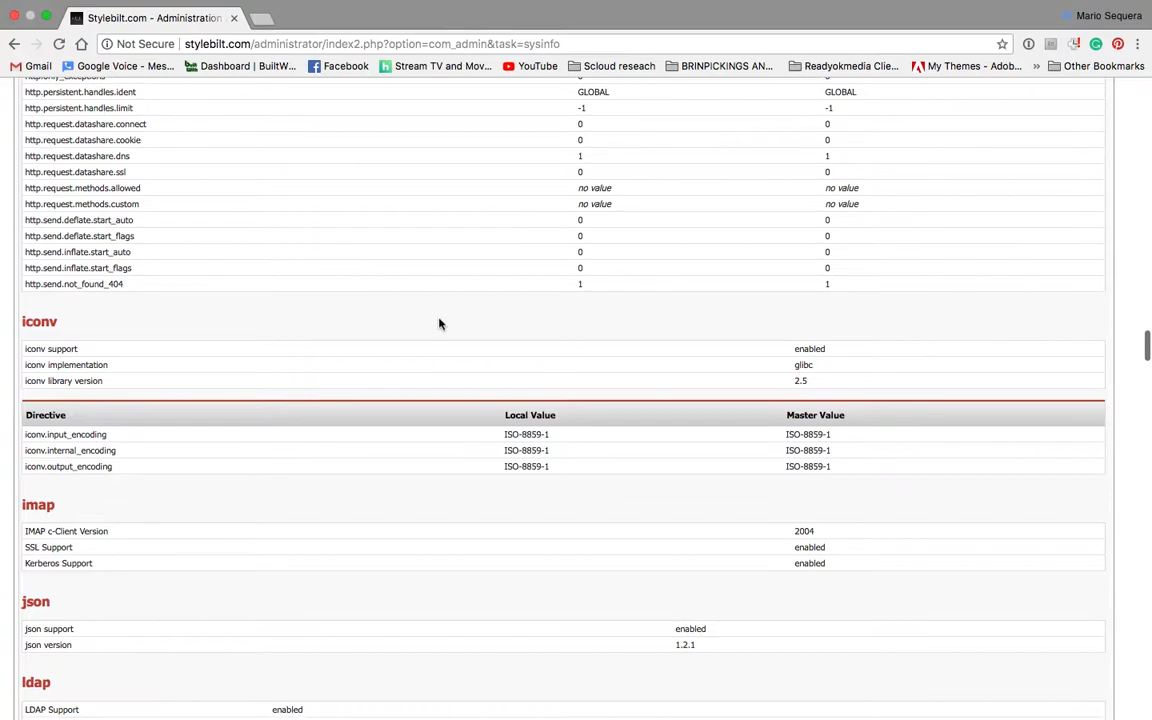 Stylebilt.com - Administration
Mario Sequera
Not Secure stylebilt.com/administrator/index2.php?option=com_admin&task=sysinfo
Gmail Google Voice - Mes... Dashboard | BuiltW... Facebook Stream TV and Mov... YouTube Scloud reseach BRINPICKINGS AN... Readyokmedia Clie... My Themes - Adob... » Other Bookmarks
http.persistent.handles.ident GLOBAL GLOBAL
http.persistent.handles.limit -1 -1
http.request.datashare.connect 0 0
http.request.datashare.cookie 0 0
http.request.datashare.dns 1 1
http.request.datashare.ssl 0 0
http.request.methods.allowed no value no value
http.request.methods.custom no value no value
http.send.deflate.start_auto 0 0
http.send.deflate.start_flags 0 0
http.send.inflate.start_auto 0 0
http.send.inflate.start_flags 0 0
http.send.not_found_404 1 1
iconv
iconv support enabled
iconv implementation glibc
iconv library version 2.5
Directive Local Value Master Value
iconv.input_encoding ISO-8859-1 ISO-8859-1
iconv.internal_encoding ISO-8859-1 ISO-8859-1
iconv.output_encoding ISO-8859-1 ISO-8859-1
imap
IMAP c-Client Version 2004
SSL Support enabled
Kerberos Support enabled
json
json support enabled
json version 1.2.1
ldap
LDAP Support enabled